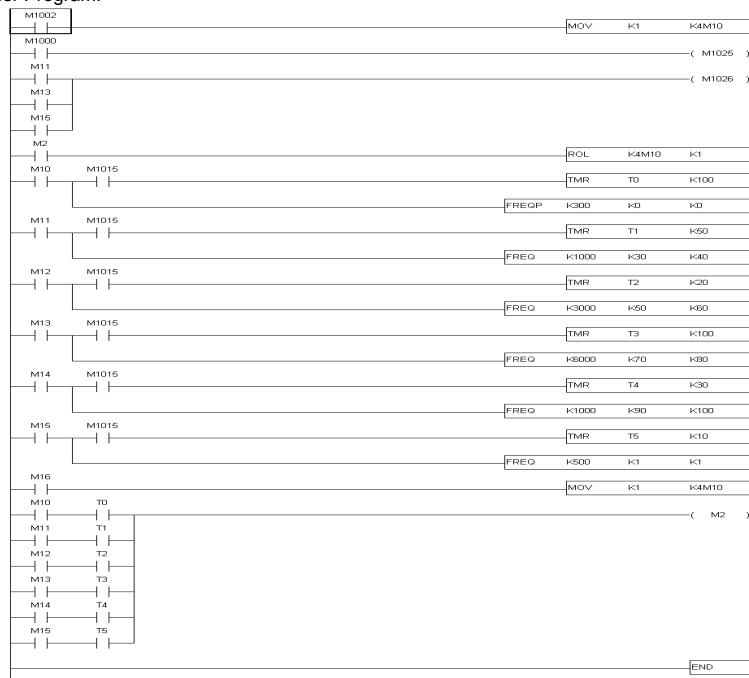 M1002
MOV K1 K4M10
M1000
( M1025 )
M11
( M1026 )
M13
M15
M2
ROL K4M10 K1
M10 M1015
TMR T0 K100
FREQP K300 K0 K0
M11 M1015
TMR T1 K50
FREQ K1000 K30 K40
M12 M1015
TMR T2 K20
FREQ K3000 K50 K60
M13 M1015
TMR T3 K100
FREQ K6000 K70 K80
M14 M1015
TMR T4 K30
FREQ K1000 K90 K100
M15 M1015
TMR T5 K10
FREQ K500 K1 K1
M16
MOV K1 K4M10
M10 T0
( M2 )
M11 T1
M12 T2
M13 T3
M14 T4
M15 T5
END